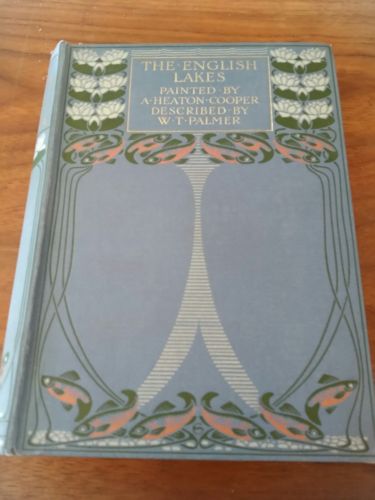 THE·ENGLISH
LAKES
PAINTED·BY
A·HEATON·COOPER
DESCRIBED·BY
W·T·PALMER